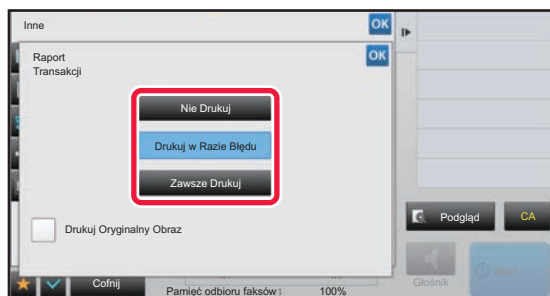 Inne
OK
Raport
Transakcji
OK
Nie Drukuj
Drukuj w Razie Błędu
Zawsze Drukuj
Drukuj Oryginalny Obraz
Podgląd
CA
Cofnij
Pamięć odbioru faksów: 100%
Głośnik
Start